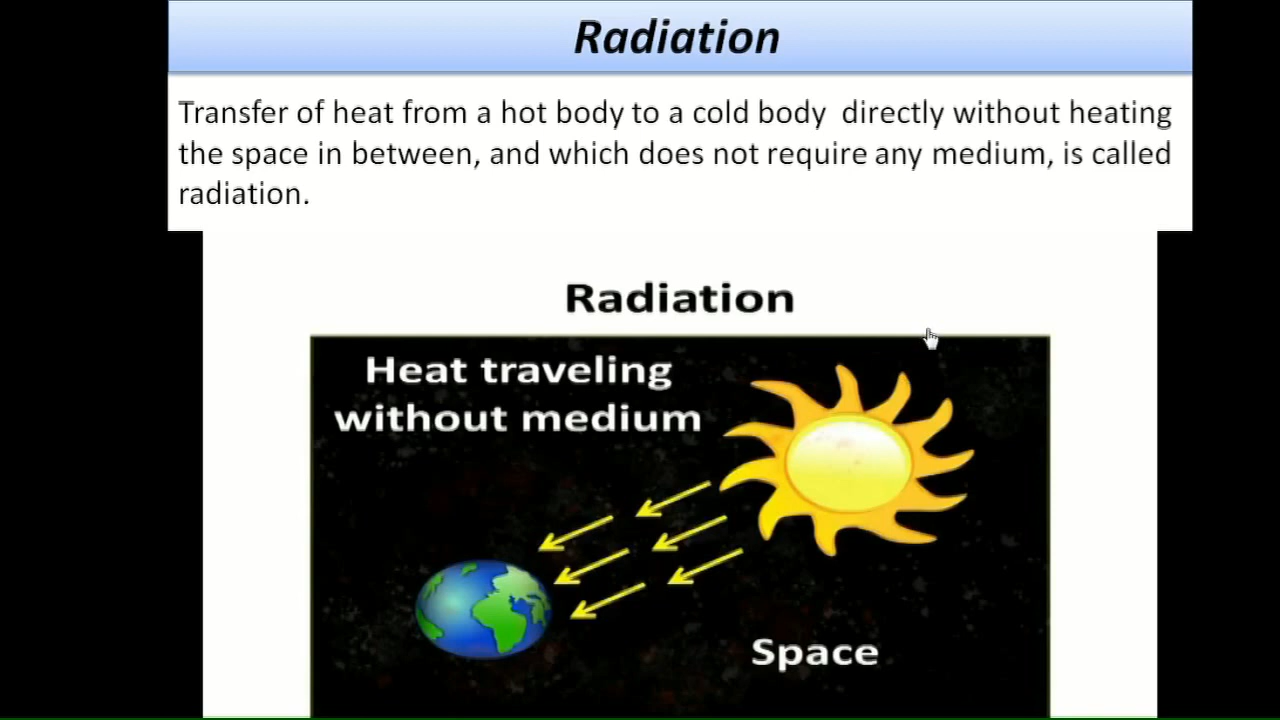 Radiation
Transfer of heat from a hot body to a cold body directly without heating
the space in between, and which does not require any medium, is called
radiation.
Radiation
Heat traveling
without medium
Space